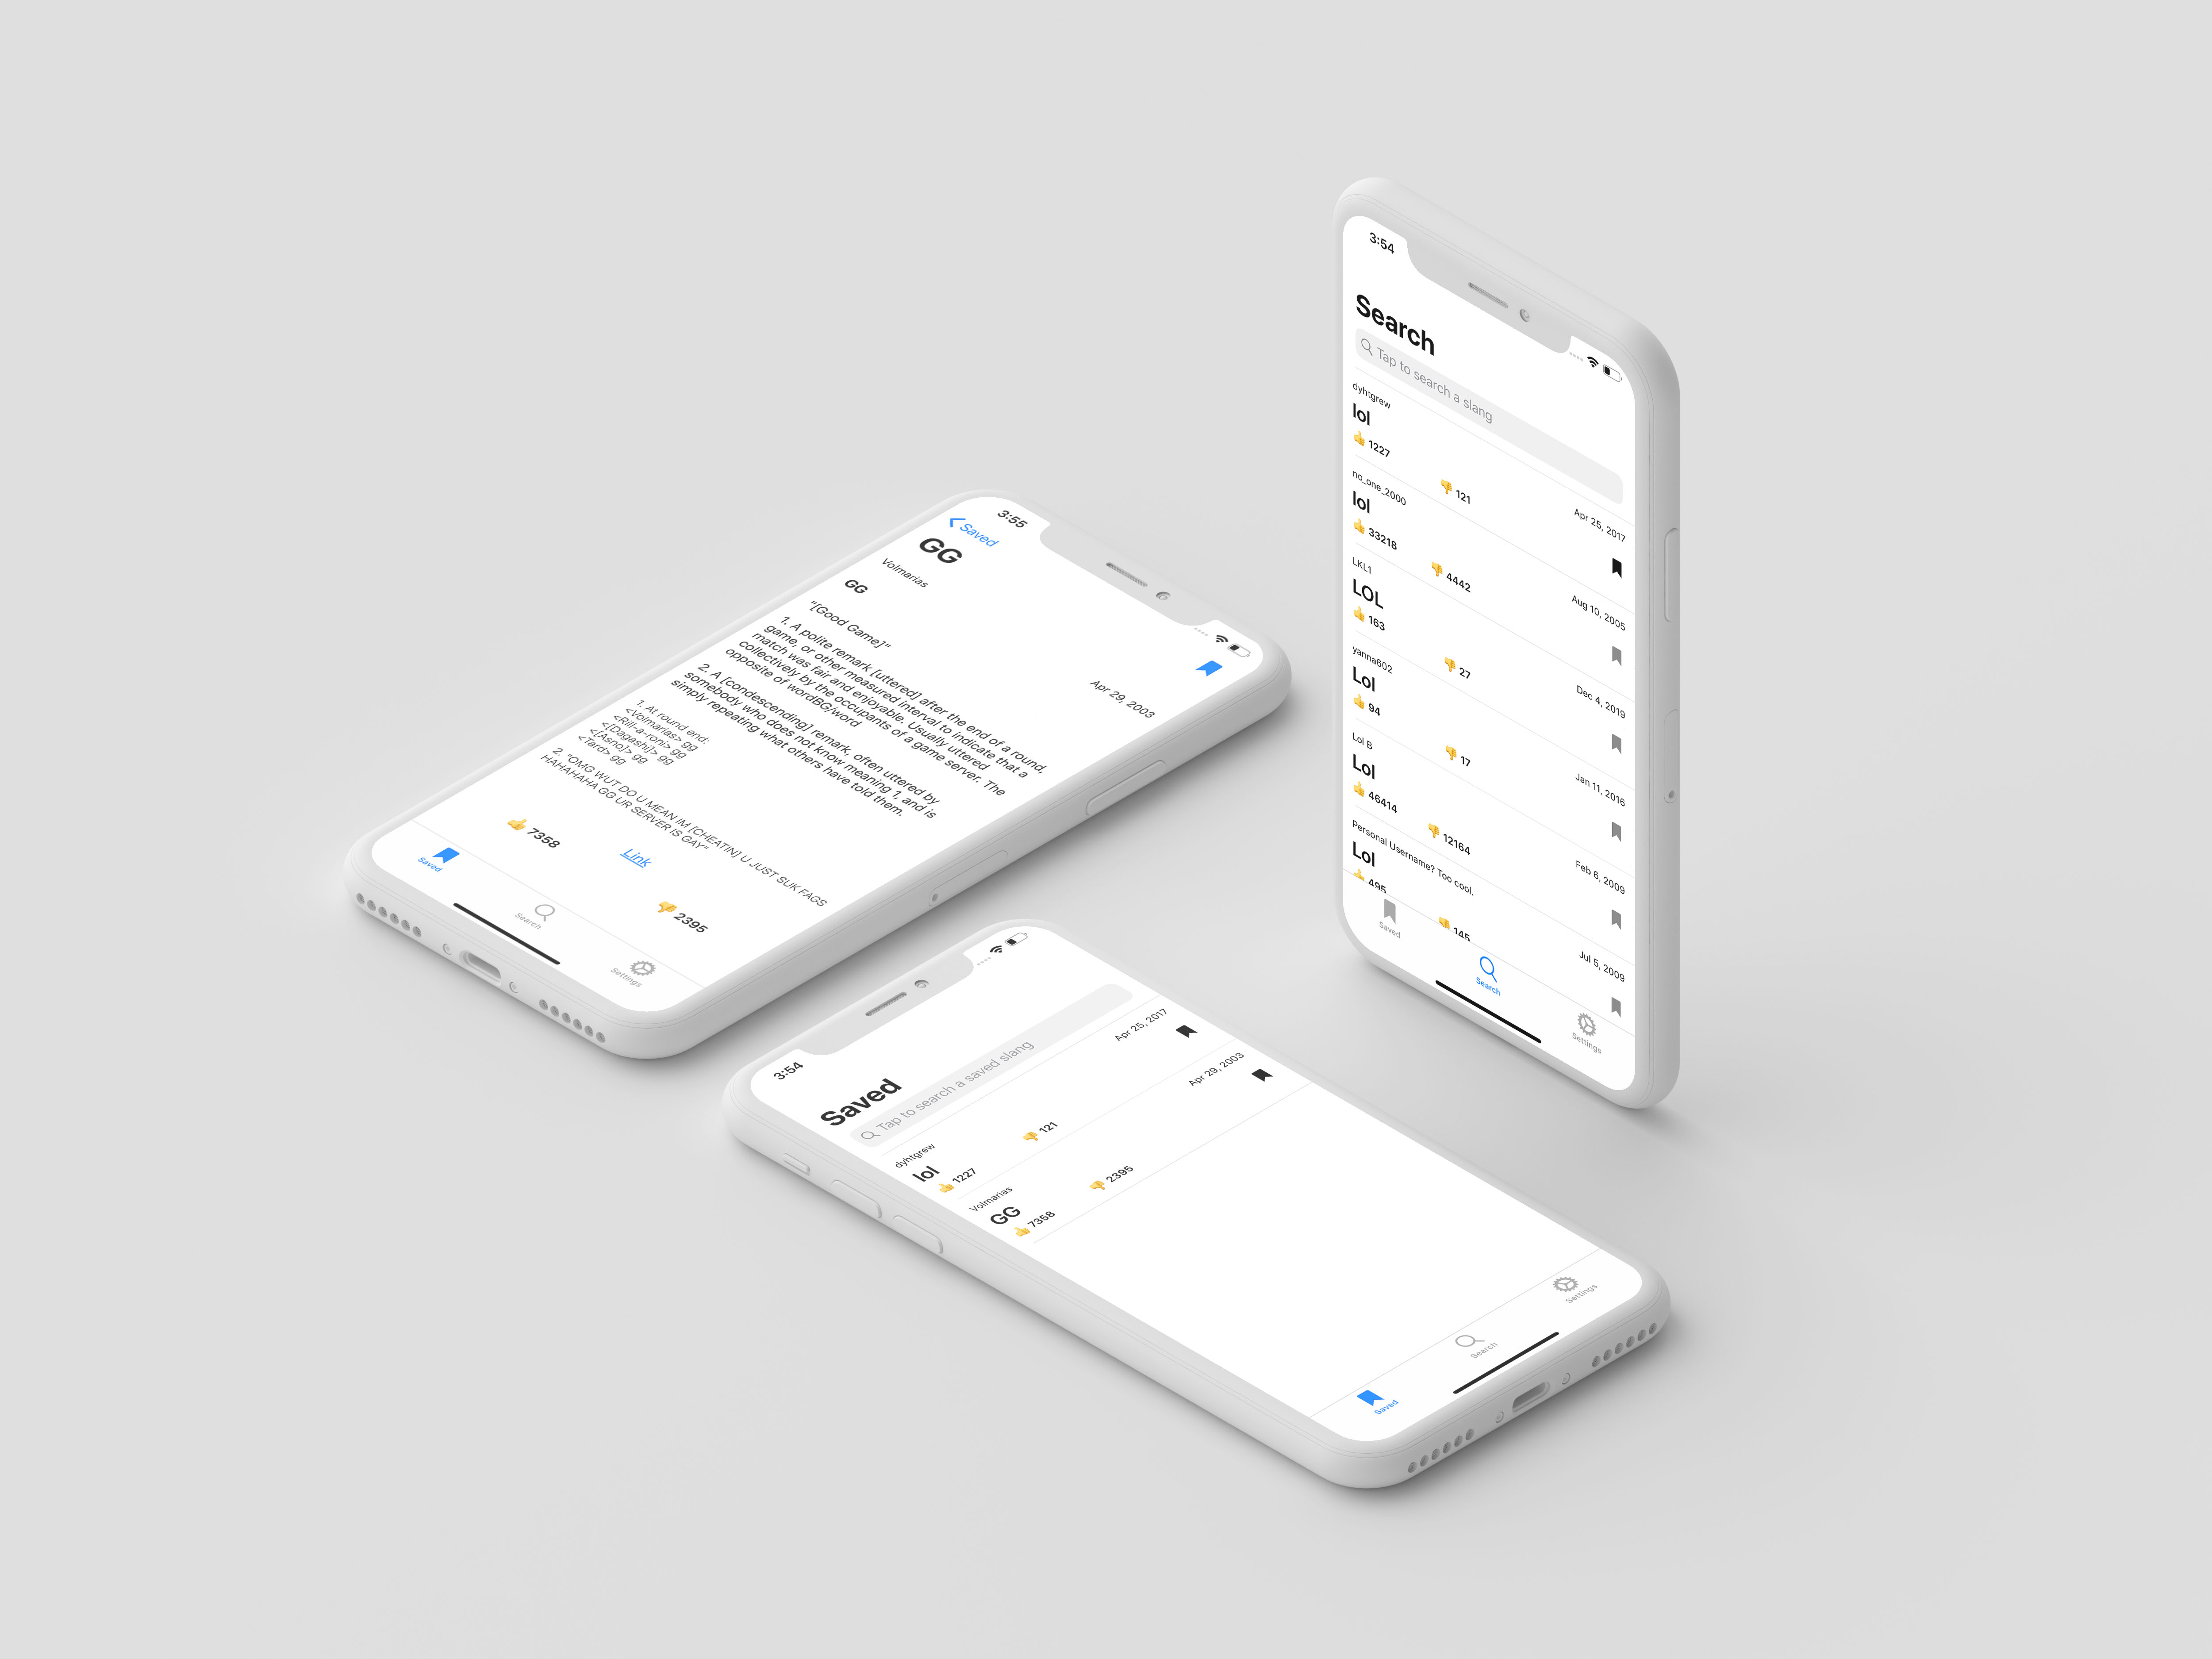 3:55
Saved
GG
Volmarias
Apr 29, 2003
GG
"[Good Game]"
1. A polite remark [uttered] after the end of a round,
game, or other measured interval to indicate that a
match was fair and enjoyable. Usually uttered
collectively by the occupants of a game server. The
opposite of wordBG/word
2. A [condescending] remark, often uttered by
somebody who does not know meaning 1, and is
simply repeating what others have told them.
1. At round end:
<Volmarias> gg
<Rill-a-roni> gg
<[Dagashi]> gg
<[Asno]> gg
<Tard> gg
2. "OMG WUT DO U MEAN IM [CHEATIN] U JUST SUK FAGS
HAHAHAHA GG UR SERVER IS GAY"
👍 7358
Link
👎 2395
Saved
Search
Settings
3:54
Search
Tap to search a slang
dyhtgrew
Apr 25, 2017
lol
👍 1227
👎 121
no_one_2000
Aug 10, 2005
lol
👍 33218
👎 4442
LKL1
Dec 4, 2019
LOL
👍 163
👎 27
yanna602
Jan 11, 2016
Lol
👍 94
👎 17
Lol B
Feb 6, 2009
Lol
👍 46414
👎 12164
Personal Username? Too cool.
Jul 5, 2009
Lol
👍 495
👎 145
Saved
Search
Settings
3:54
Saved
Tap to search a saved slang
dyhtgrew
Apr 25, 2017
lol
👍 1227
👎 121
Volmarias
Apr 29, 2003
GG
👍 7358
👎 2395
Saved
Search
Settings